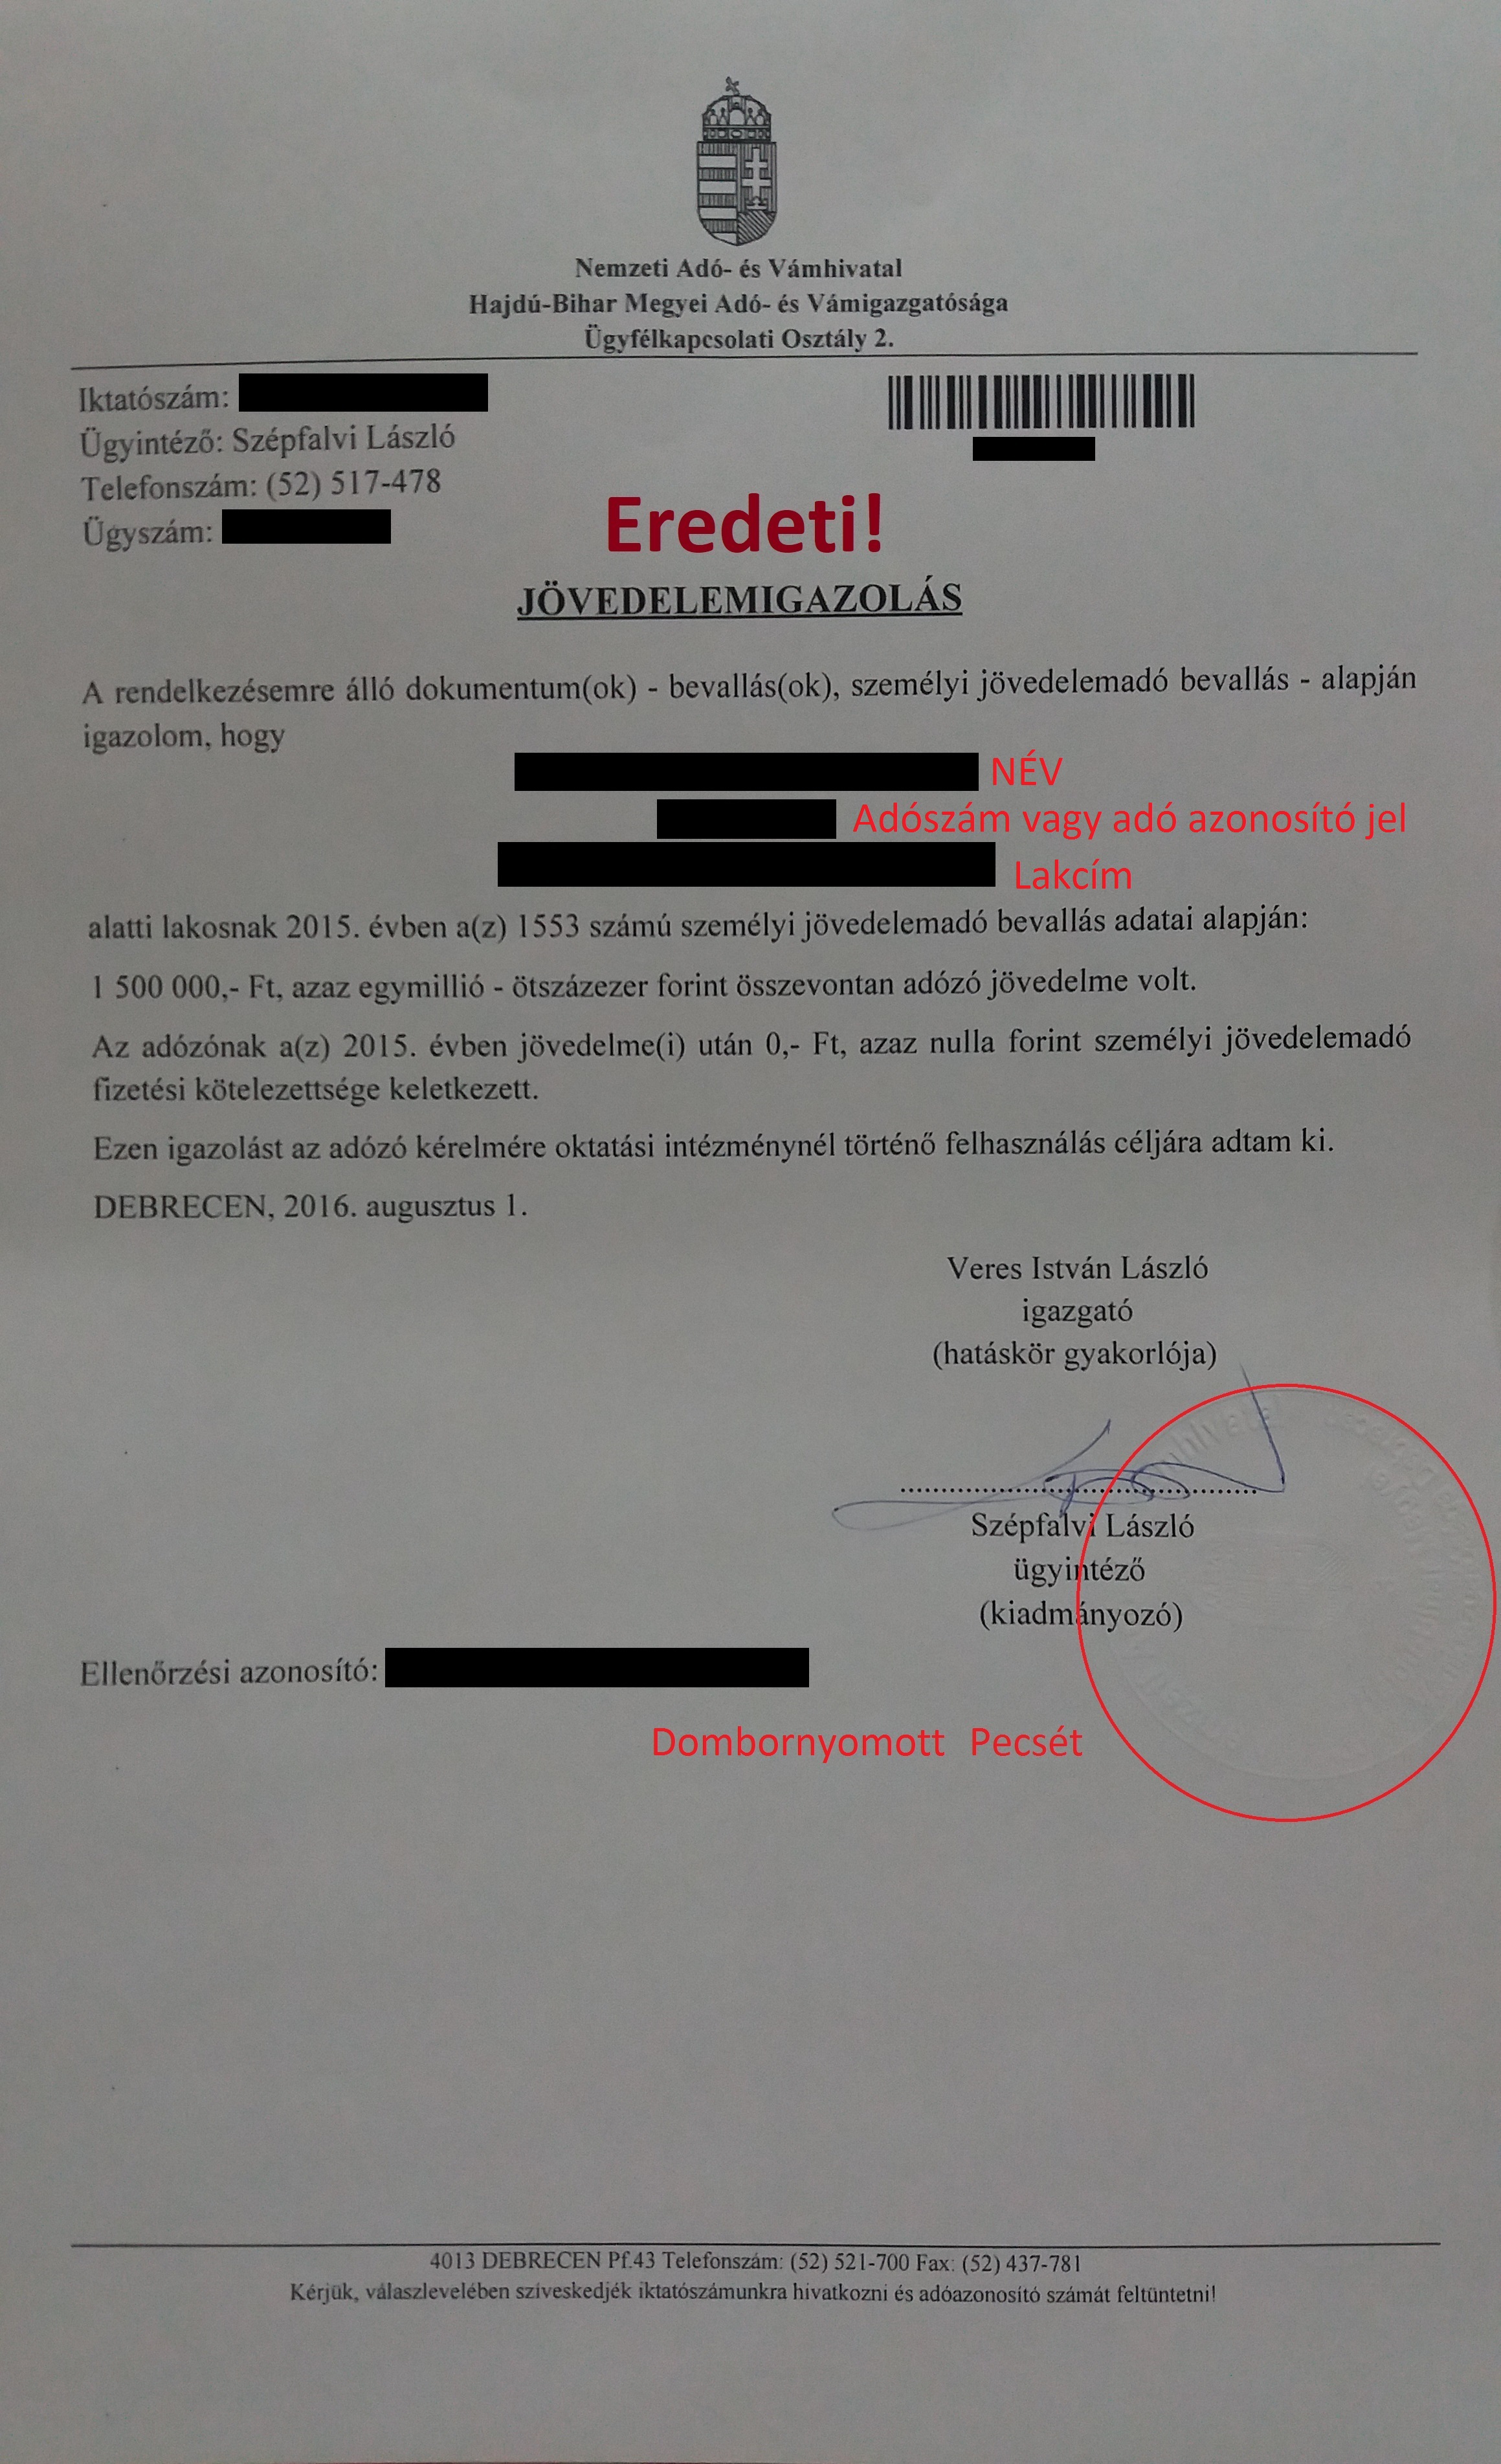 Nemzeti Adó- és Vámhivatal
Hajdú-Bihar Megyei Adó- és Vámigazgatósága
Ügyfélkapcsolati Osztály 2.
Iktatószám:
Ügyintéző: Szépfalvi László
Telefonszám: (52) 517-478
Ügyszám:
Eredeti!
JÖVEDELEMIGAZOLÁS
A rendelkezésemre álló dokumentum(ok) - bevallás(ok), személyi jövedelemadó bevallás - alapján
igazolom, hogy
NÉV
Adószám vagy adó azonosító jel
Lakcím
alatti lakosnak 2015. évben a(z) 1553 számú személyi jövedelemadó bevallás adatai alapján:
1 500 000,- Ft, azaz egymillió - ötszázezer forint összevontan adózó jövedelme volt.
Az adózónak a(z) 2015. évben jövedelme(i) után 0,- Ft, azaz nulla forint személyi jövedelemadó
fizetési kötelezettsége keletkezett.
Ezen igazolást az adózó kérelmére oktatási intézménynél történő felhasználás céljára adtam ki.
DEBRECEN, 2016. augusztus 1.
Veres István László
igazgató
(hatáskör gyakorlója)
Szépfalvi László
ügyintéző
(kiadmányozó)
Ellenőrzési azonosító:
Dombornyomott Pecsét
4013 DEBRECEN Pf.43 Telefonszám: (52) 521-700 Fax: (52) 437-781
Kérjük, válaszlevelében szíveskedjék iktatószámunkra hivatkozni és adóazonosító számát feltüntetni!